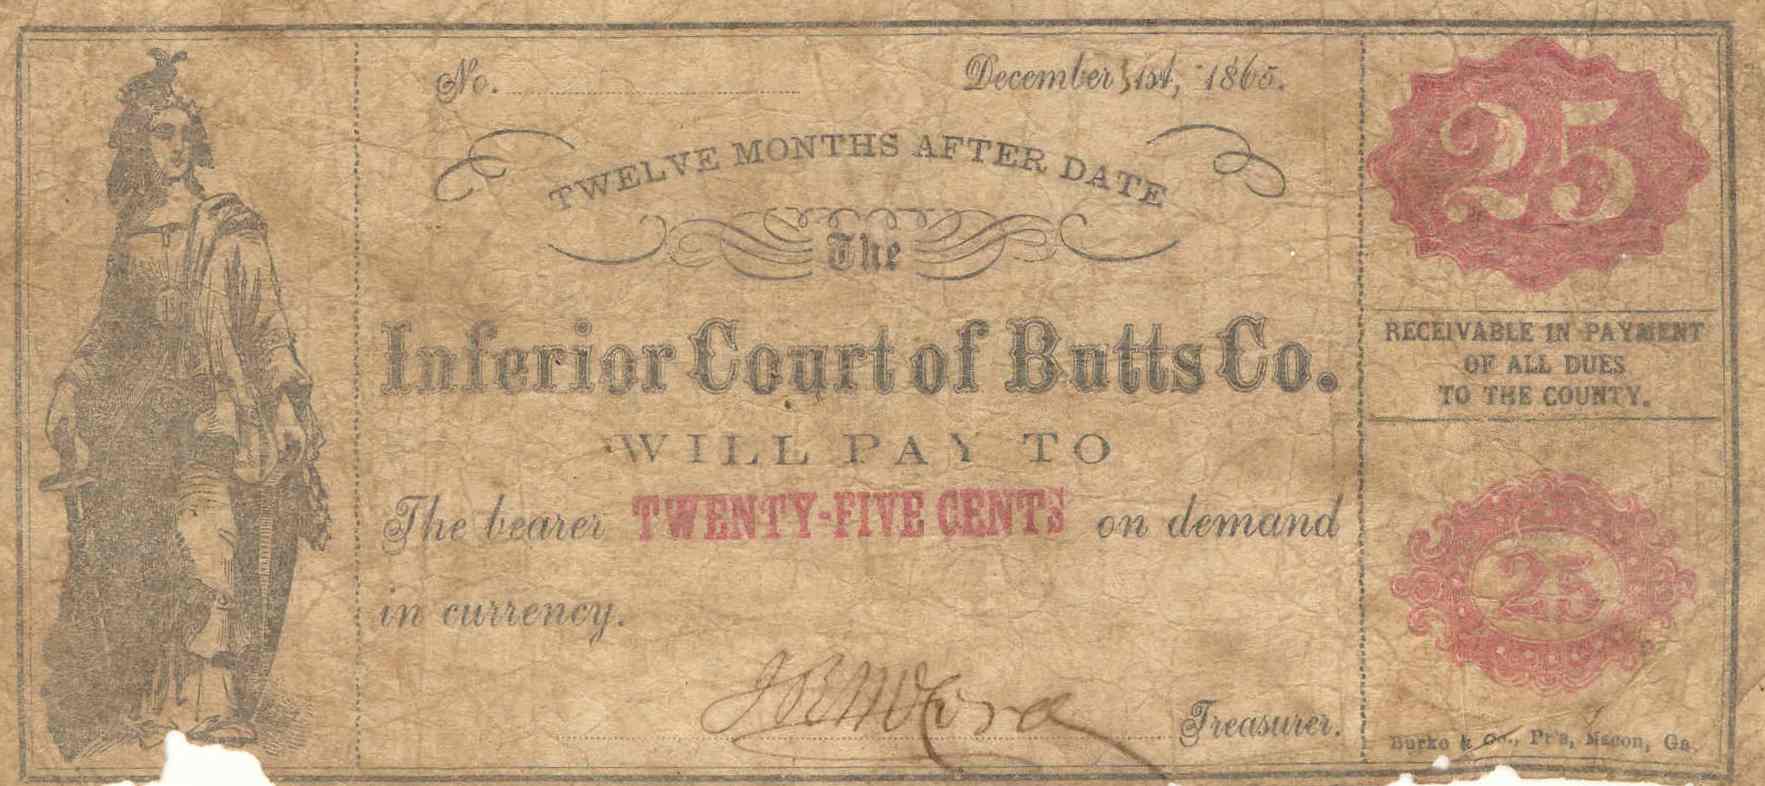 No.
December 1st, 1865.
TWELVE MONTHS AFTER DATE
The
Inferior Court of Butts Co.
WILL PAY TO
The bearer TWENTY-FIVE CENTS on demand
in currency.
Treasurer.
25
RECEIVABLE IN PAYMENT
OF ALL DUES
TO THE COUNTY.
25
Burke & Co., Pr's, Macon, Ga.